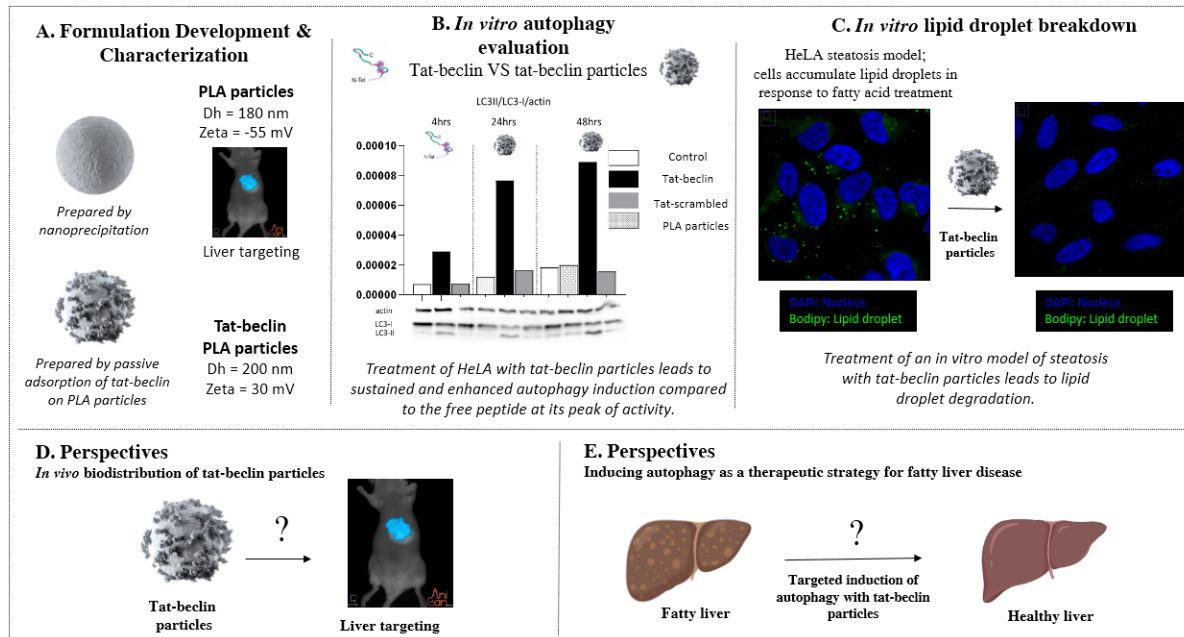 A. Formulation Development &
Characterization
PLA particles
Dh = 180 nm
Zeta = -55 mV
Prepared by
nanoprecipitation
Liver targeting
Tat-beclin
PLA particles
Dh = 200 nm
Zeta = 30 mV
Prepared by passive
adsorption of tat-beclin
on PLA particles
B. In vitro autophagy
evaluation
Tat-beclin VS tat-beclin particles
C
N-Tat
LC3II/LC3-I/actin
4hrs
24hrs
48hrs
C
N-Tat
0.00010
0.00008
0.00006
0.00004
0.00002
0.00000
Control
Tat-beclin
Tat-scrambled
PLA particles
actin
LC3-I
LC3-II
Treatment of HeLA with tat-beclin particles leads to
sustained and enhanced autophagy induction compared
to the free peptide at its peak of activity.
C. In vitro lipid droplet breakdown
HeLA steatosis model;
cells accumulate lipid droplets in
response to fatty acid treatment
Tat-beclin
particles
DAPI: Nucleus
Bodipy: Lipid droplet
DAPI: Nucleus
Bodipy: Lipid droplet
Treatment of an in vitro model of steatosis
with tat-beclin particles leads to lipid
droplet degradation.
D. Perspectives
In vivo biodistribution of tat-beclin particles
?
Tat-beclin
particles
Liver targeting
E. Perspectives
Inducing autophagy as a therapeutic strategy for fatty liver disease
?
Fatty liver
Targeted induction of
autophagy with tat-beclin
particles
Healthy liver